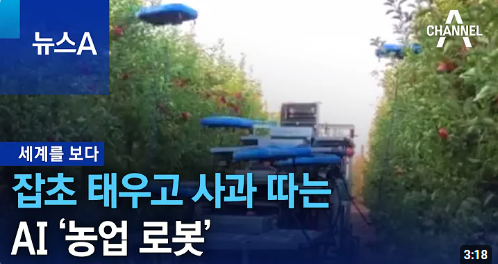 뉴스A
CHANNEL A
세계를 보다
잡초 태우고 사과 따는
AI ‘농업 로봇’
3:18